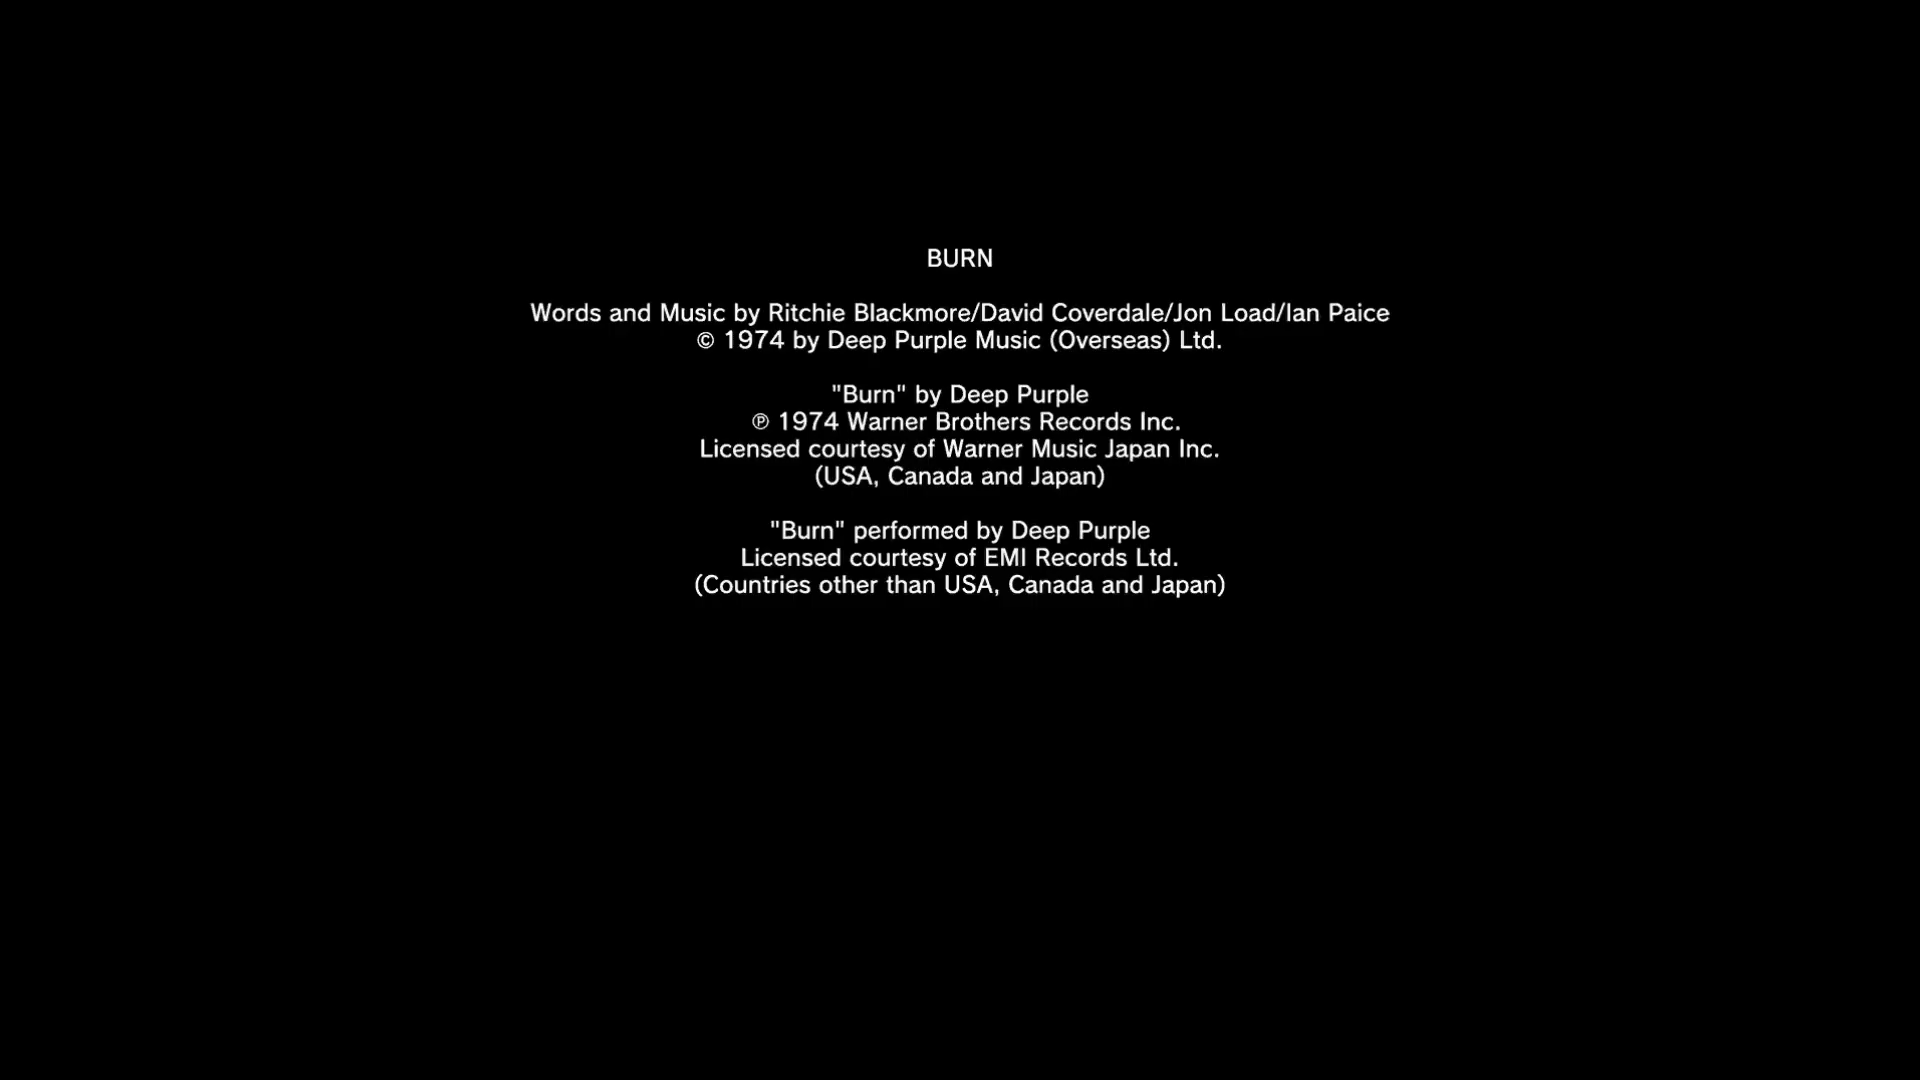 BURN
Words and Music by Ritchie Blackmore/David Coverdale/Jon Load/Ian Paice
© 1974 by Deep Purple Music (Overseas) Ltd.
"Burn" by Deep Purple
℗ 1974 Warner Brothers Records Inc.
Licensed courtesy of Warner Music Japan Inc.
(USA, Canada and Japan)
"Burn" performed by Deep Purple
Licensed courtesy of EMI Records Ltd.
(Countries other than USA, Canada and Japan)